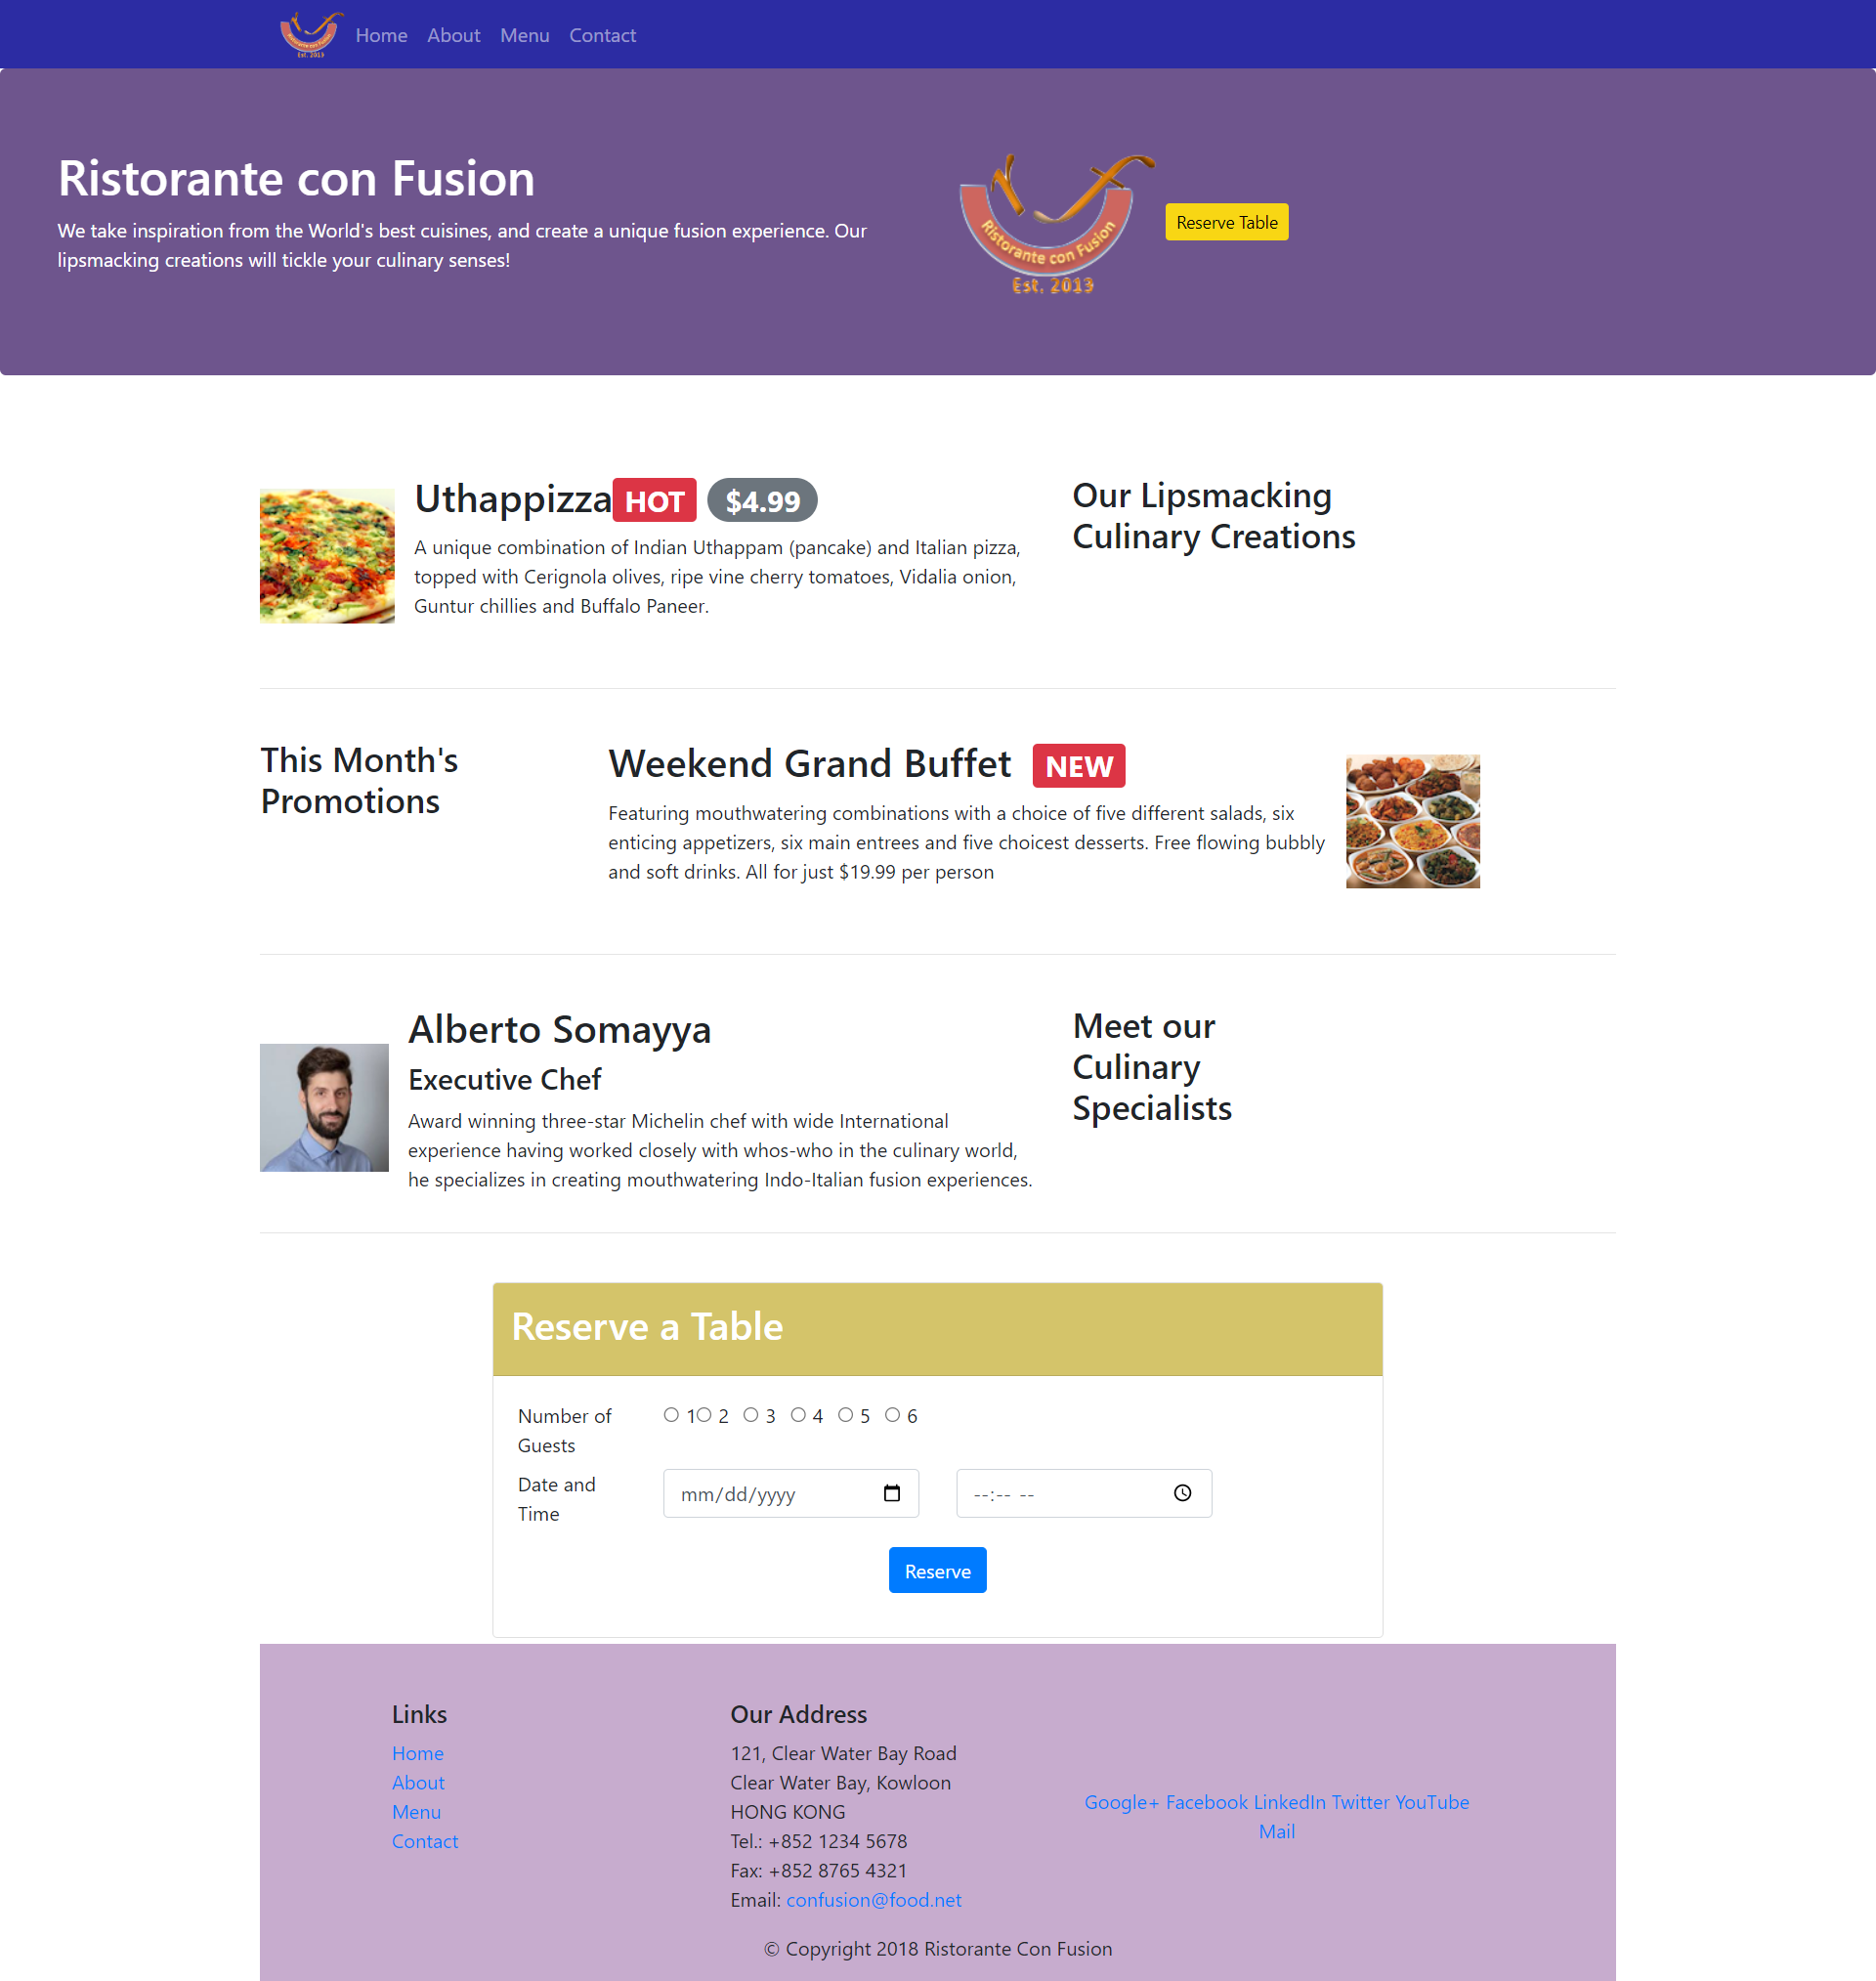 Ristorante con Fusion
Est. 2013
Home About Menu Contact
Ristorante con Fusion
We take inspiration from the World's best cuisines, and create a unique fusion experience. Our
lipsmacking creations will tickle your culinary senses!
Ristorante con Fusion
Est. 2013
Reserve Table
Uthappizza HOT $4.99
A unique combination of Indian Uthappam (pancake) and Italian pizza,
topped with Cerignola olives, ripe vine cherry tomatoes, Vidalia onion,
Guntur chillies and Buffalo Paneer.
Our Lipsmacking
Culinary Creations
This Month's
Promotions
Weekend Grand Buffet NEW
Featuring mouthwatering combinations with a choice of five different salads, six
enticing appetizers, six main entrees and five choicest desserts. Free flowing bubbly
and soft drinks. All for just $19.99 per person
Alberto Somayya
Executive Chef
Award winning three-star Michelin chef with wide International
experience having worked closely with whos-who in the culinary world,
he specializes in creating mouthwatering Indo-Italian fusion experiences.
Meet our
Culinary
Specialists
Reserve a Table
Number of
Guests
1 2 3 4 5 6
Date and
Time
mm/dd/yyyy
--:-- --
Reserve
Links
Home
About
Menu
Contact
Our Address
121, Clear Water Bay Road
Clear Water Bay, Kowloon
HONG KONG
Tel.: +852 1234 5678
Fax: +852 8765 4321
Email: confusion@food.net
Google+ Facebook LinkedIn Twitter YouTube
Mail
© Copyright 2018 Ristorante Con Fusion